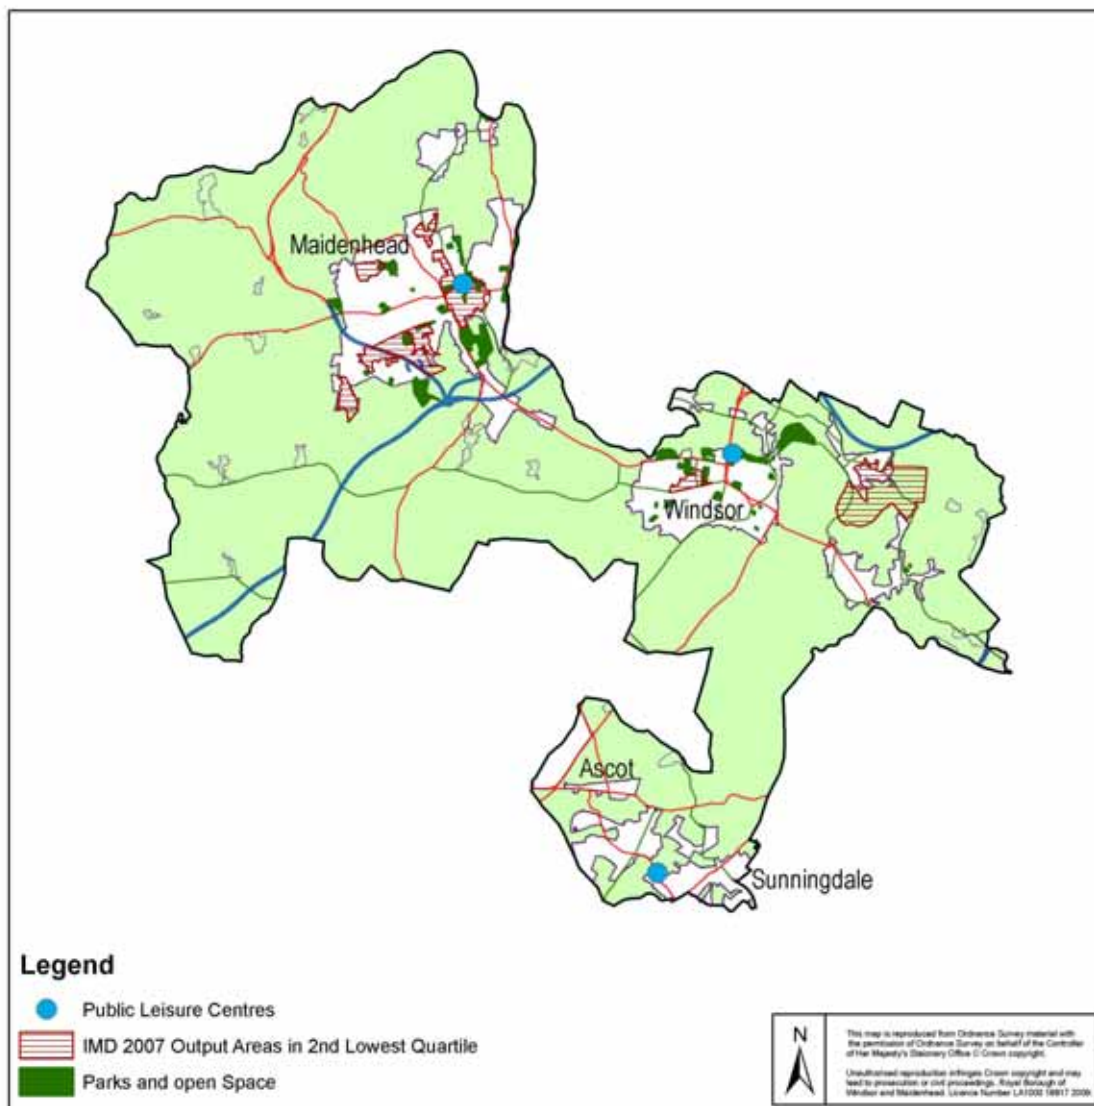 Maidenhead
Windsor
Ascot
Sunningdale
Legend
Public Leisure Centres
IMD 2007 Output Areas in 2nd Lowest Quartile
Parks and open Space
N
This map is reproduced from Ordnance Survey material with
the permission of Ordnance Survey on behalf of the Controller
of Her Majesty's Stationery Office © Crown copyright.
Unauthorised reproduction infringes Crown copyright and may
lead to prosecution or civil proceedings. Royal Borough of
Windsor and Maidenhead. Licence Number 2009